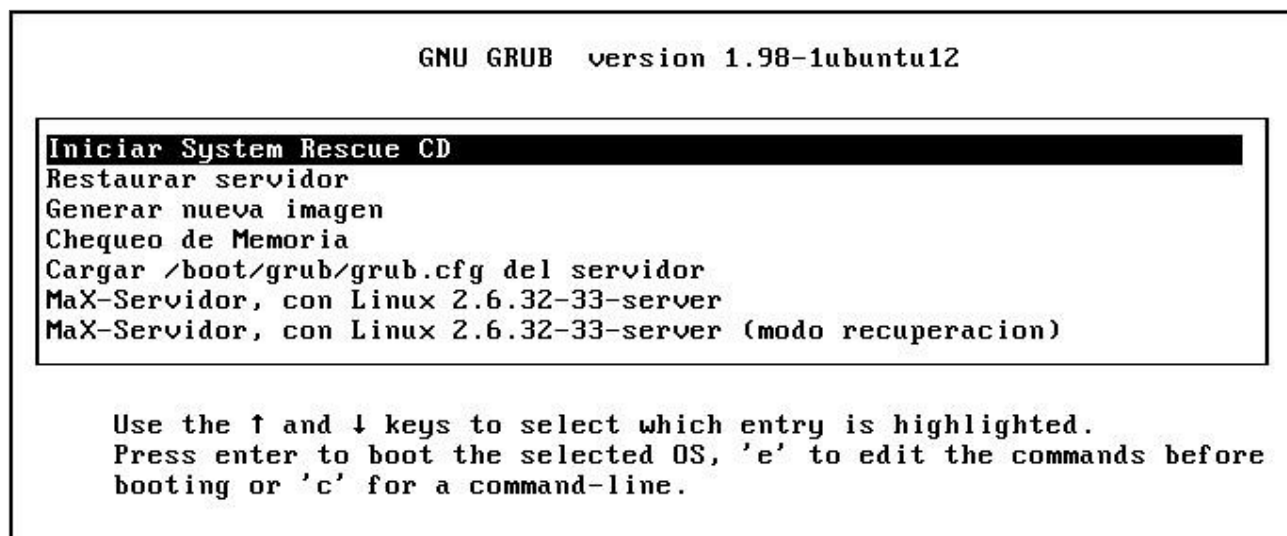 GNU GRUB  version 1.98-1ubuntu12
Iniciar System Rescue CD
Restaurar servidor
Generar nueva imagen
Chequeo de Memoria
Cargar /boot/grub/grub.cfg del servidor
MaX-Servidor, con Linux 2.6.32-33-server
MaX-Servidor, con Linux 2.6.32-33-server (modo recuperacion)
Use the ↑ and ↓ keys to select which entry is highlighted.
Press enter to boot the selected OS, 'e' to edit the commands before
booting or 'c' for a command-line.